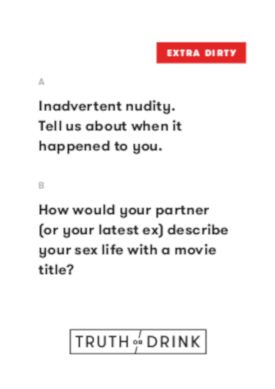 EXTRA DIRTY
A
Inadvertent nudity.
Tell us about when it
happened to you.
B
How would your partner
(or your latest ex) describe
your sex life with a movie
title?
TRUTH OR DRINK